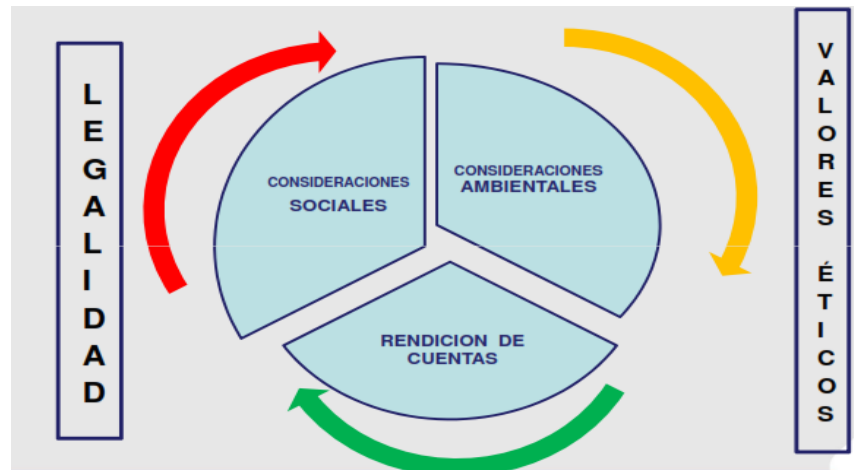 LEGALIDAD
CONSIDERACIONES
SOCIALES
CONSIDERACIONES
AMBIENTALES
RENDICION DE
CUENTAS
VALORES ÉTICOS